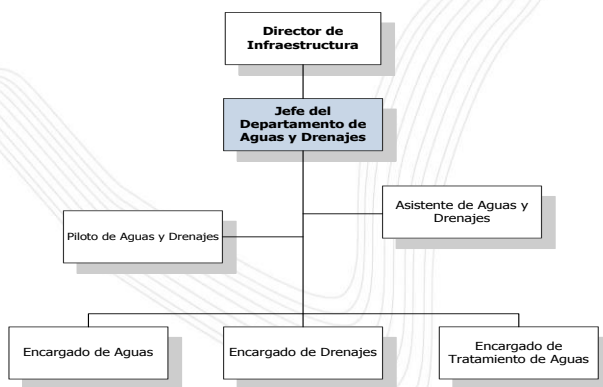 Director de
Infraestructura
Jefe del
Departamento de
Aguas y Drenajes
Asistente de Aguas y
Drenajes
Piloto de Aguas y Drenajes
Encargado de Aguas
Encargado de Drenajes
Encargado de
Tratamiento de Aguas